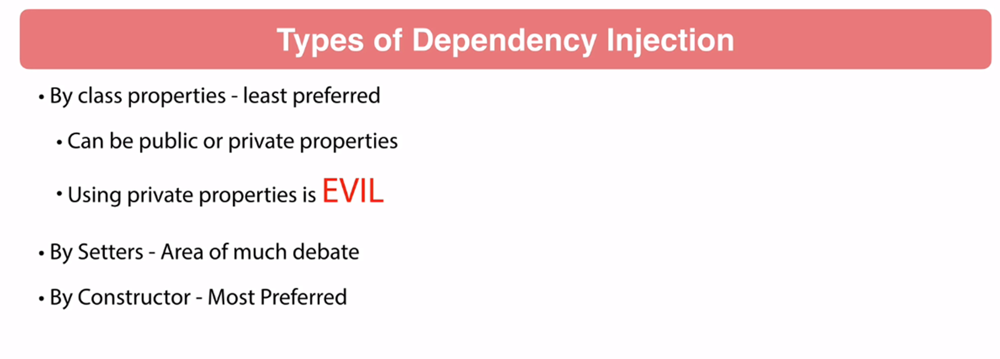 Types of Dependency Injection
• By class properties - least preferred
• Can be public or private properties
• Using private properties is EVIL
• By Setters - Area of much debate
• By Constructor - Most Preferred